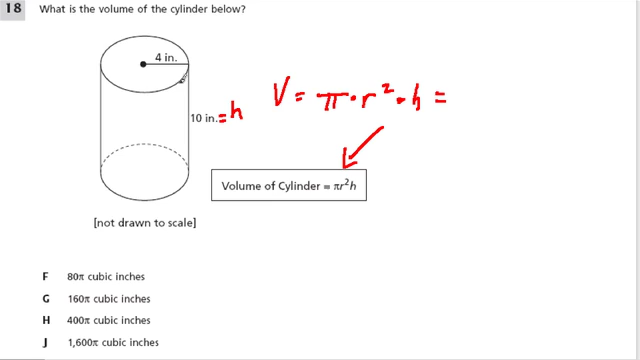 18 What is the volume of the cylinder below?
4 in.
V = π·r²·h =
10 in. = h
Volume of Cylinder = πr²h
[not drawn to scale]
F 80π cubic inches
G 160π cubic inches
H 400π cubic inches
J 1,600π cubic inches